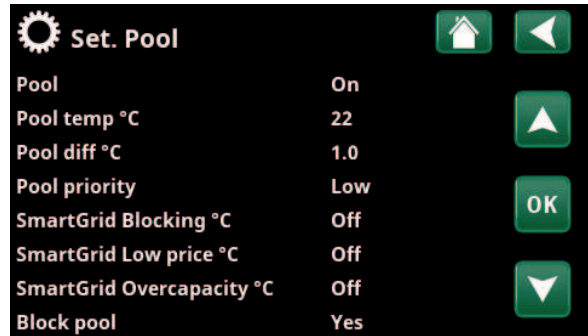 Set. Pool
Pool On
Pool temp °C 22
Pool diff °C 1.0
Pool priority Low
SmartGrid Blocking °C Off
SmartGrid Low price °C Off
SmartGrid Overcapacity °C Off
Block pool Yes
OK